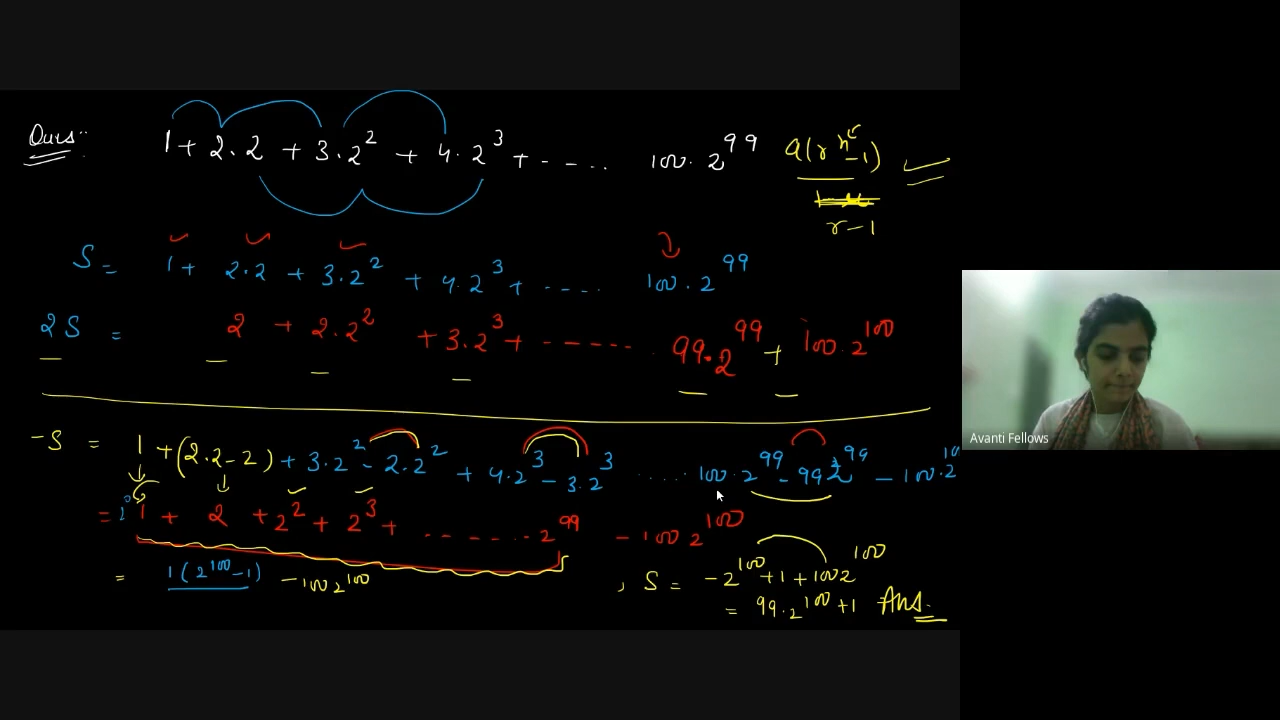 Ques:- 1 + 2.2 + 3.2² + 4.2³ + - - .... 100.2⁹⁹ a(rⁿ-1)
r-1
S = 1 + 2.2 + 3.2² + 4.2³ + - ... 100.2⁹⁹
2S = 2 + 2.2² + 3.2³ + ------ 99.2⁹⁹ + 100.2¹⁰⁰
-S = 1 + (2.2-2) + 3.2² - 2.2² + 4.2³ - 3.2³ ..... 100.2⁹⁹ - 99 2⁹⁹ - 100.2¹⁰
= 2⁰ 1 + 2 + 2² + 2³ + ------- 2⁹⁹ - 100 2¹⁰⁰
= 1(2¹⁰⁰-1) - 100 2¹⁰⁰ , S = -2¹⁰⁰ + 1 + 100 2¹⁰⁰
= 99.2¹⁰⁰ + 1 Ans.
Avanti Fellows